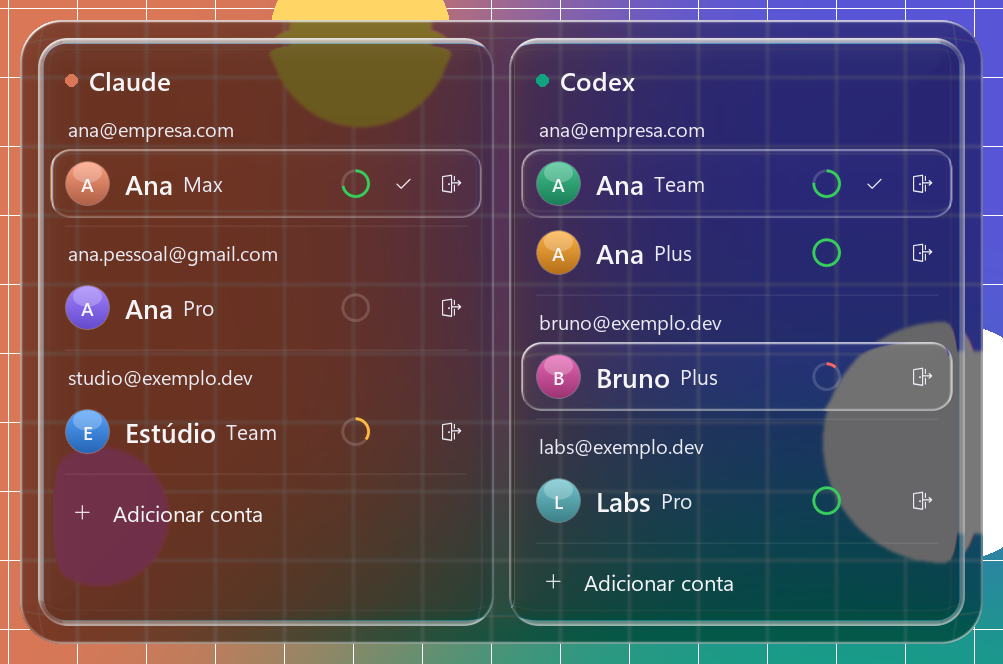 Claude
ana@empresa.com
A Ana Max
ana.pessoal@gmail.com
A Ana Pro
studio@exemplo.dev
E Estúdio Team
+ Adicionar conta
Codex
ana@empresa.com
A Ana Team
A Ana Plus
bruno@exemplo.dev
B Bruno Plus
labs@exemplo.dev
L Labs Pro
+ Adicionar conta